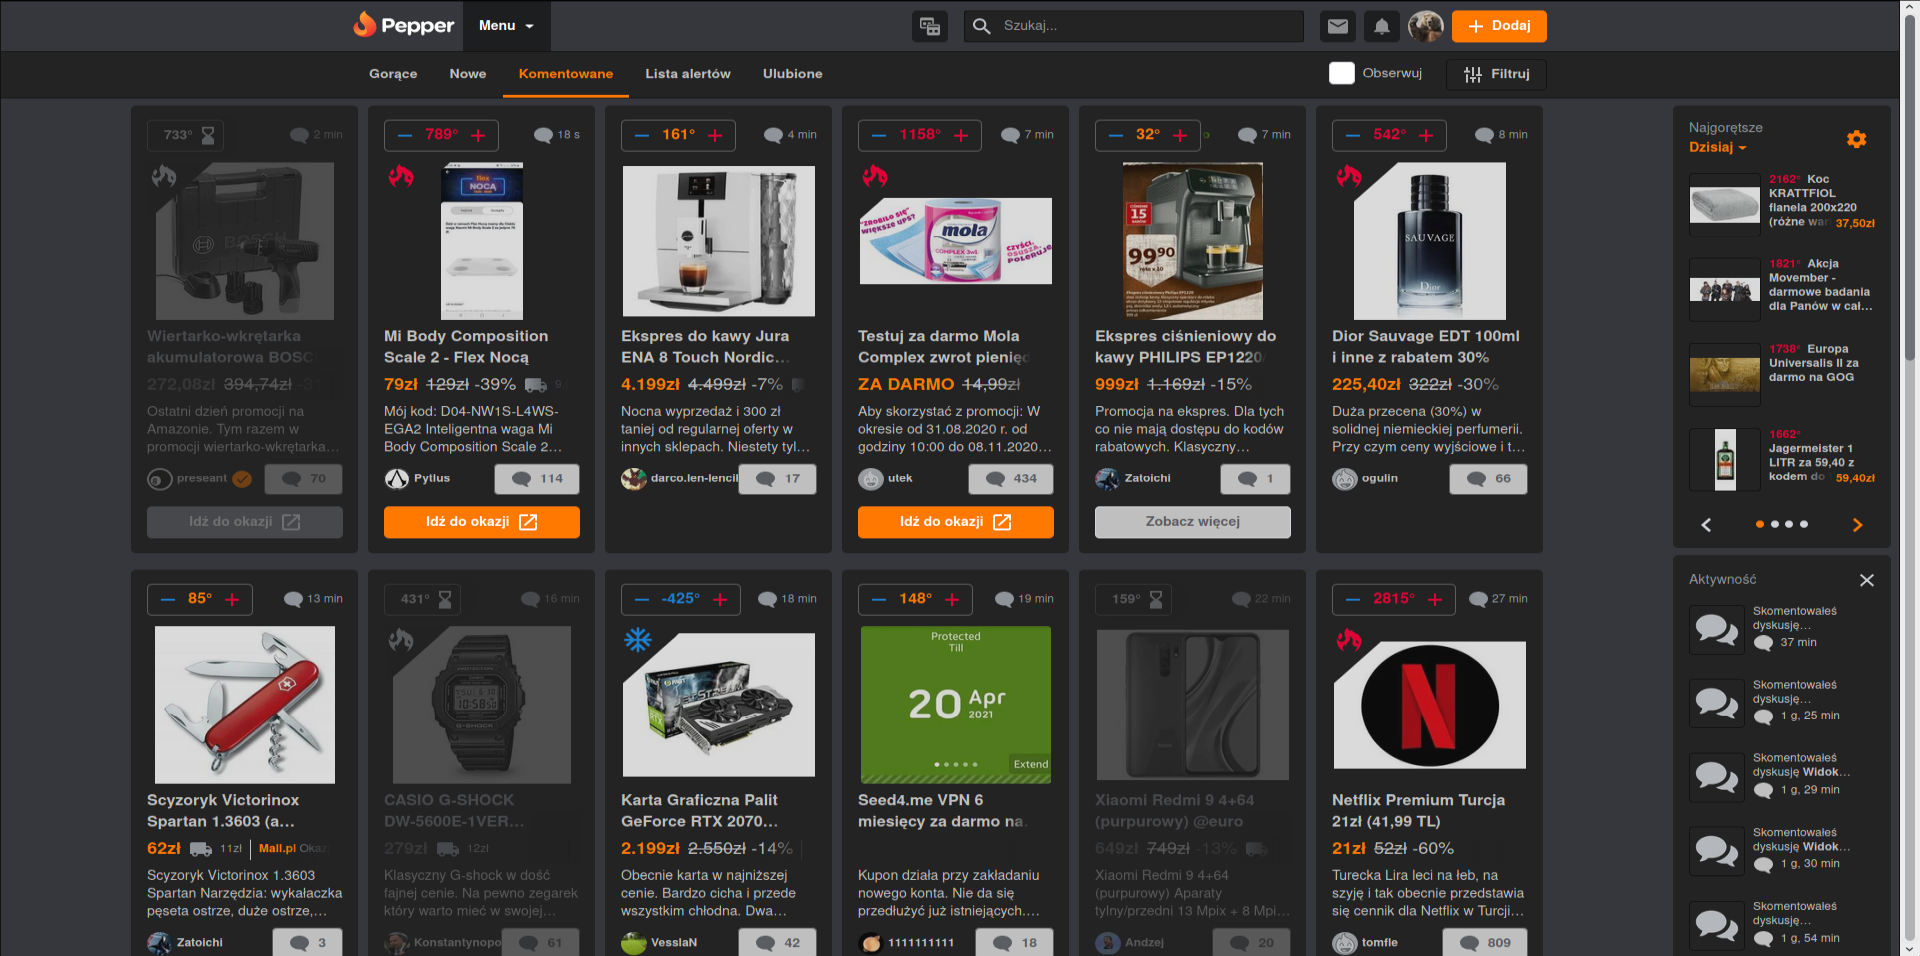 Pepper
Menu
Szukaj...
Dodaj
Gorące
Nowe
Komentowane
Lista alertów
Ulubione
Obserwuj
Filtruj
733°
2 min
Wiertarko-wkrętarka
akumulatorowa BOSC
272,08zł 394,74zł
Ostatni dzień promocji na
Amazonie. Tym razem w
promocji wiertarko-wkrętarka...
preseant
70
Idź do okazji
789°
18 s
flex
NOCĄ
Mi Body Composition
Scale 2 - Flex Nocą
79zł 129zł -39%
Mój kod: D04-NW1S-L4WS-
EGA2 Inteligentna waga Mi
Body Composition Scale 2...
Pytlus
114
Idź do okazji
161°
4 min
Ekspres do kawy Jura
ENA 8 Touch Nordic...
4.199zł 4.499zł -7%
Nocna wyprzedaż i 300 zł
taniej od regularnej oferty w
innych sklepach. Niestety tyl...
darco.len-lencil
17
1158°
7 min
"ZROBIŁO SIĘ"
WIĘKSZE UPS?
mola
COMPLEX 3w1
CZYŚCI,
OSUSZA,
POLERUJE
Testuj za darmo Mola
Complex zwrot pienięd
ZA DARMO 14,99zł
Aby skorzystać z promocji: W
okresie od 31.08.2020 r. od
godziny 10:00 do 08.11.2020...
utek
434
Idź do okazji
32°
7 min
15
9990
rata x 10
Ekspres ciśnieniowy do
kawy PHILIPS EP1220
999zł 1.169zł -15%
Promocja na ekspres. Dla tych
co nie mają dostępu do kodów
rabatowych. Klasyczny...
Zatoichi
1
Zobacz więcej
542°
8 min
SAUVAGE
Dior
Dior Sauvage EDT 100ml
i inne z rabatem 30%
225,40zł 322zł -30%
Duża przecena (30%) w
solidnej niemieckiej perfumerii.
Przy czym ceny wyjściowe i t...
ogulin
66
85°
13 min
Scyzoryk Victorinox
Spartan 1.3603 (a...
62zł 11zł Mall.pl Okaz
Scyzoryk Victorinox 1.3603
Spartan Narzędzia: wykałaczka
pęseta ostrze, duże ostrze,...
Zatoichi
3
431°
16 min
G-SHOCK
CASIO G-SHOCK
DW-5600E-1VER...
279zł 12zł
Klasyczny G-shock w dość
fajnej cenie. Na pewno zegarek
który warto mieć w swojej...
Konstantynopo
61
-425°
18 min
Karta Graficzna Palit
GeForce RTX 2070...
2.199zł 2.550zł -14%
Obecnie karta w najniższej
cenie. Bardzo cicha i przede
wszystkim chłodna. Dwa...
VesslaN
42
148°
19 min
Protected
Till
20 Apr
2021
Extend
Seed4.me VPN 6
miesięcy za darmo na
Kupon działa przy zakładaniu
nowego konta. Nie da się
przedłużyć już istniejących....
1111111111
18
159°
22 min
Xiaomi Redmi 9 4+64
(purpurowy) @euro
649zł 749zł -13%
Xiaomi Redmi 9 4+64
(purpurowy) Aparaty
tylny/przedni 13 Mpix + 8 Mpi...
Andzej
20
2815°
27 min
N
Netflix Premium Turcja
21zł (41,99 TL)
21zł 52zł -60%
Turecka Lira leci na łeb, na
szyję i tak obecnie przedstawia
się cennik dla Netflix w Turcji...
tomfle
809
Najgorętsze
Dzisiaj
2162° Koc
KRATTFIOL
flanela 200x220
(różne war 37,50zł
1821° Akcja
Movember -
darmowe badania
dla Panów w cał...
1738° Europa
Universalis II za
darmo na GOG
1662°
Jagermeister 1
LITR za 59,40 z
kodem do 59,40zł
Aktywność
Skomentowałeś
dyskusję...
37 min
Skomentowałeś
dyskusję...
1 g, 25 min
Skomentowałeś
dyskusję Widok...
1 g, 29 min
Skomentowałeś
dyskusję Widok...
1 g, 30 min
Skomentowałeś
dyskusję...
1 g, 54 min